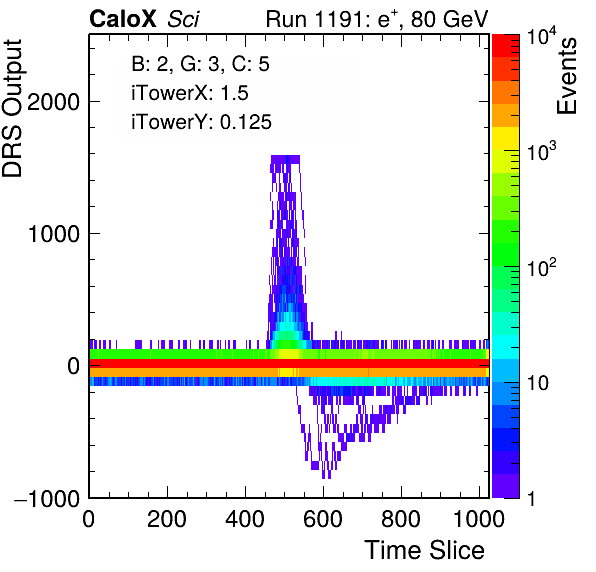 CaloX Sci Run 1191: e⁺, 80 GeV
B: 2, G: 3, C: 5
iTowerX: 1.5
iTowerY: 0.125
DRS Output
2000
1000
0
−1000
0 200 400 600 800 1000
Time Slice
Events
10⁴
10³
10²
10
1